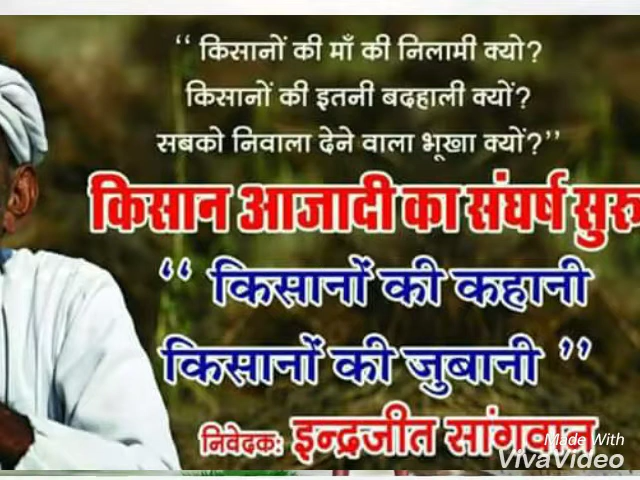 “ किसानों की माँ की निलामी क्यो?
किसानों की इतनी बदहाली क्यों?
सबको निवाला देने वाला भूखा क्यों?”
किसान आजादी का संघर्ष सुरू
“ किसानों की कहानी
किसानों की जुबानी ”
निवेदक: इन्द्रजीत सांगवान
Made With
VivaVideo